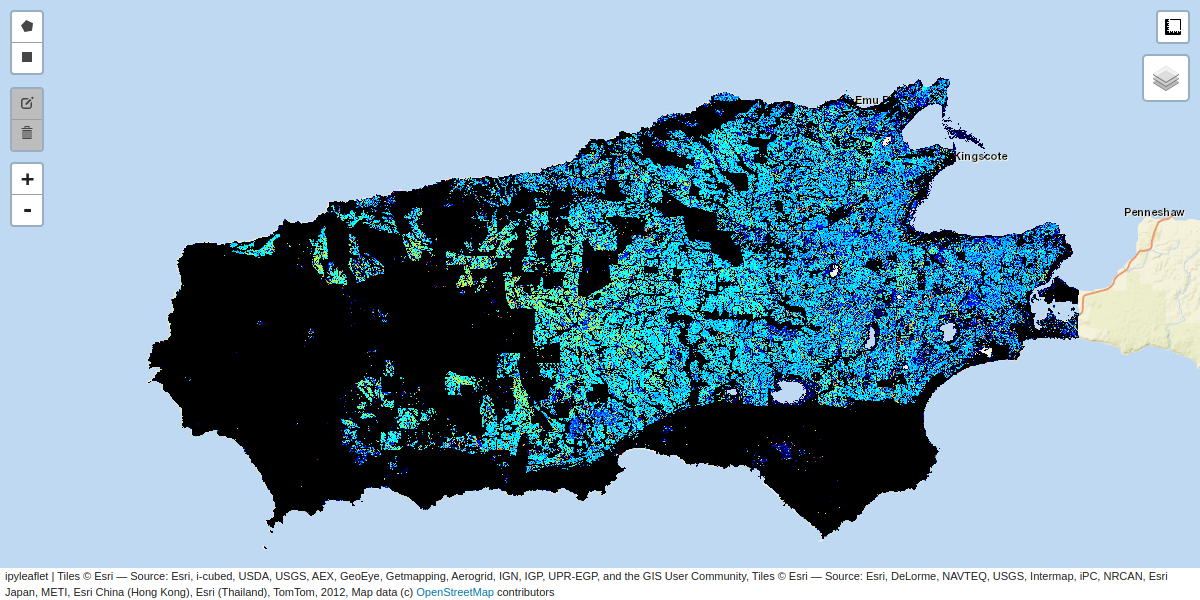 +
-
Emu
Kingscote
Penneshaw
ipyleaflet | Tiles © Esri — Source: Esri, i-cubed, USDA, USGS, AEX, GeoEye, Getmapping, Aerogrid, IGN, IGP, UPR-EGP, and the GIS User Community, Tiles © Esri — Source: Esri, DeLorme, NAVTEQ, USGS, Intermap, iPC, NRCAN, Esri
Japan, METI, Esri China (Hong Kong), Esri (Thailand), TomTom, 2012, Map data (c) OpenStreetMap contributors